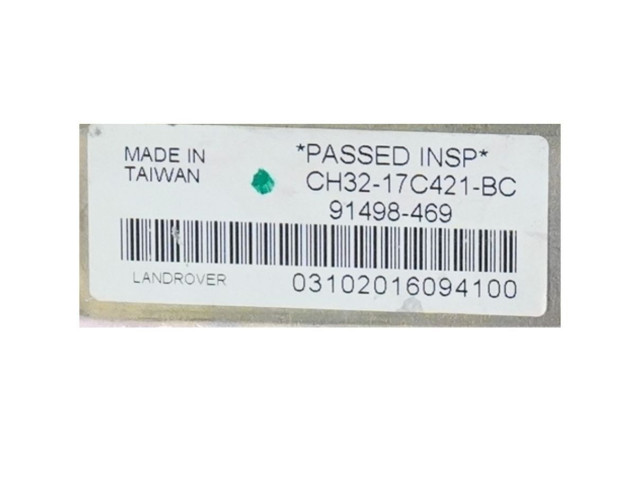 MADE IN
TAIWAN
*PASSED INSP*
CH32-17C421-BC
91498-469
LANDROVER
03102016094100